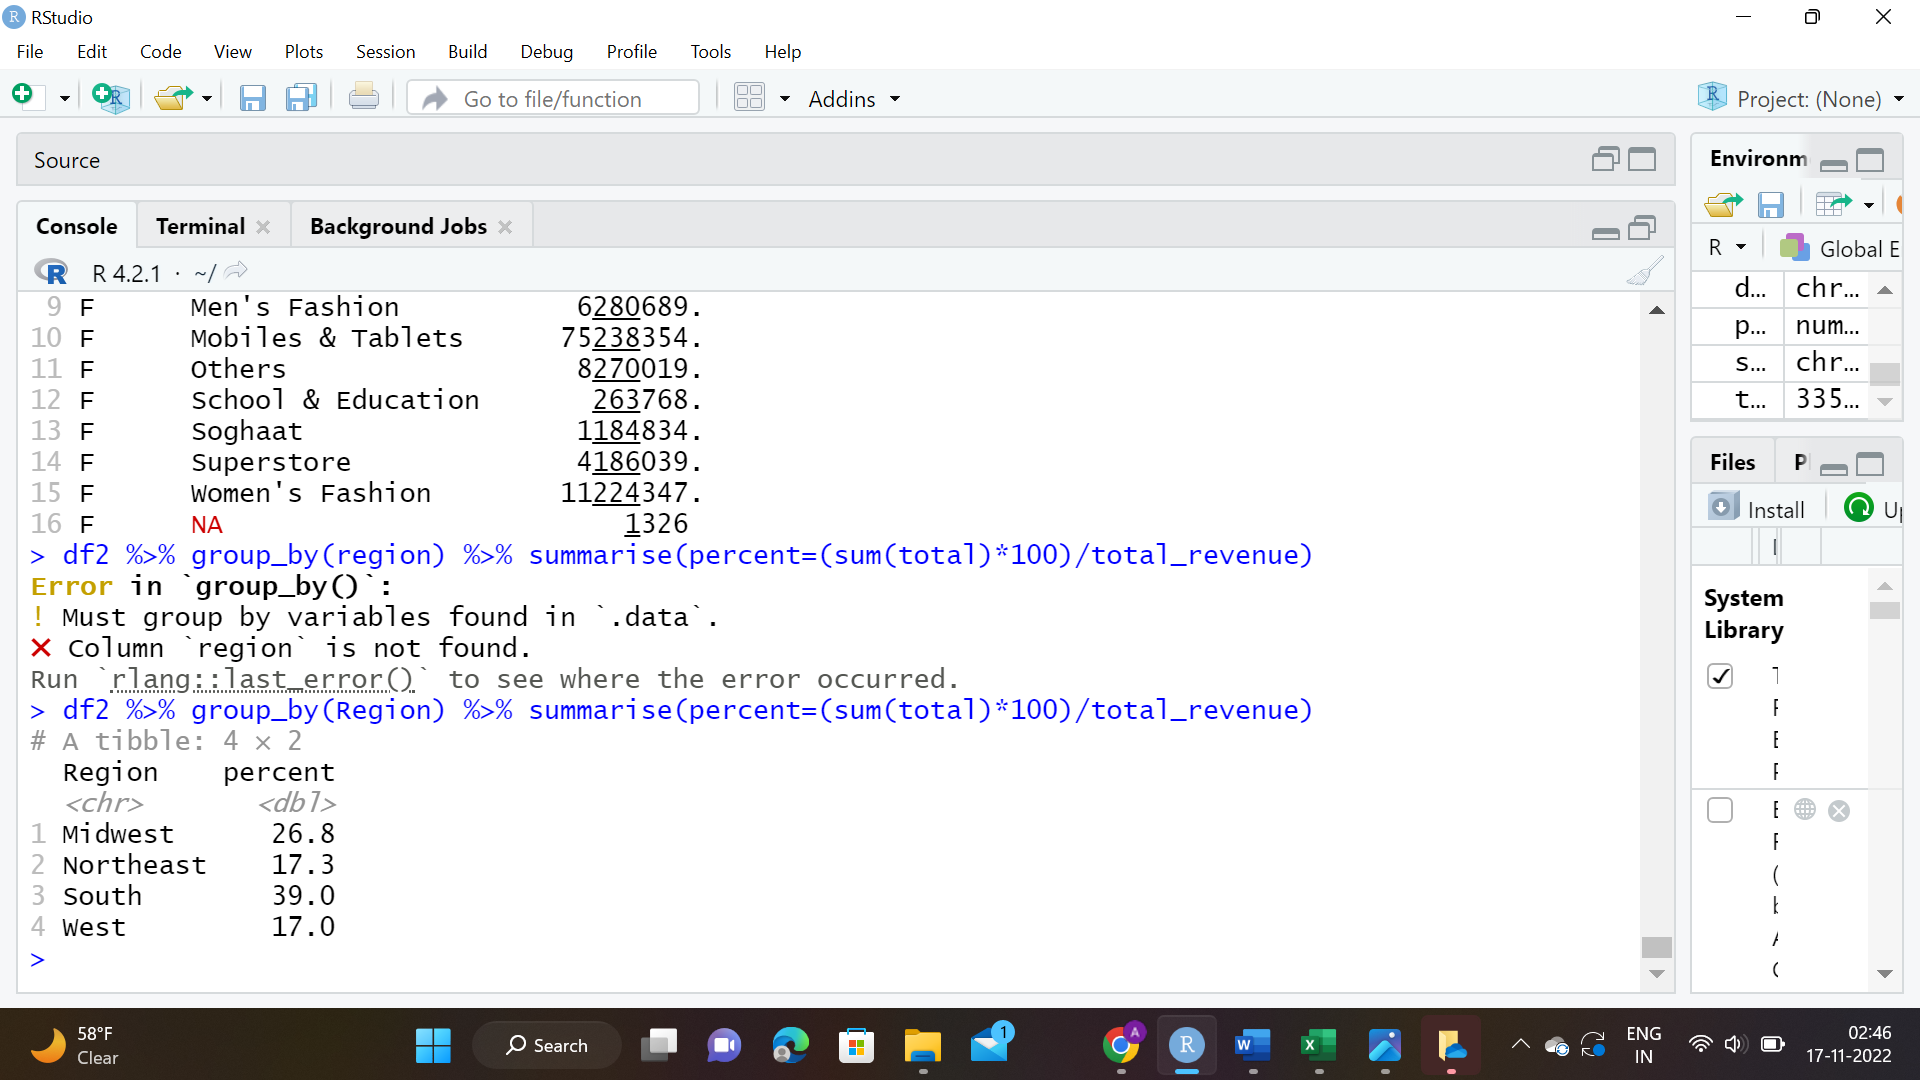 RStudio
File Edit Code View Plots Session Build Debug Profile Tools Help
Go to file/function
Addins
Project: (None)
Source
Console Terminal Background Jobs
R 4.2.1 · ~/
9 F Men's Fashion 6280689.
10 F Mobiles & Tablets 75238354.
11 F Others 8270019.
12 F School & Education 263768.
13 F Soghaat 1184834.
14 F Superstore 4186039.
15 F Women's Fashion 11224347.
16 F NA 1326
> df2 %>% group_by(region) %>% summarise(percent=(sum(total)*100)/total_revenue)
Error in `group_by()`:
! Must group by variables found in `.data`.
✖ Column `region` is not found.
Run `rlang::last_error()` to see where the error occurred.
> df2 %>% group_by(Region) %>% summarise(percent=(sum(total)*100)/total_revenue)
# A tibble: 4 × 2
Region percent
<chr> <dbl>
1 Midwest 26.8
2 Northeast 17.3
3 South 39.0
4 West 17.0
>
Environm
R Global E
d... chr...
p... num...
s... chr...
t... 335...
Files P
Install Up
System
Library
58°F
Clear
Search
1
A
ENG
IN
02:46
17-11-2022